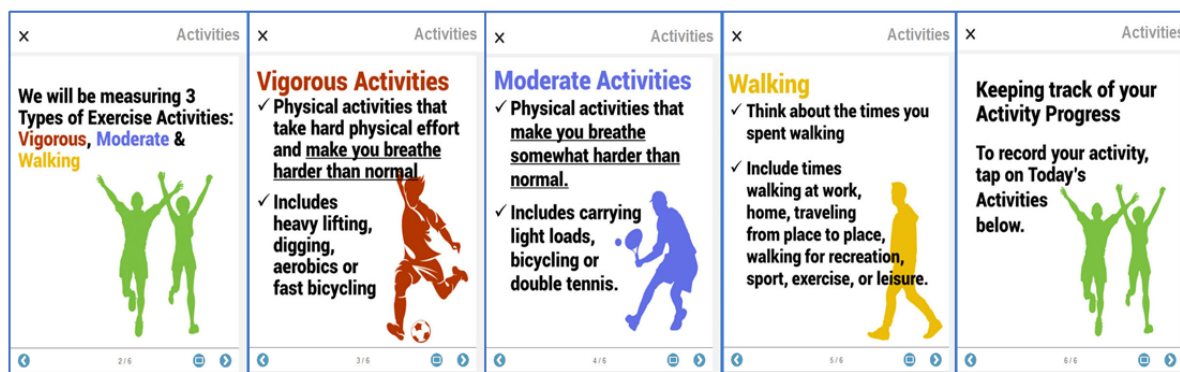 × Activities
We will be measuring 3
Types of Exercise Activities:
Vigorous, Moderate &
Walking
2/6
× Activities
Vigorous Activities
✓ Physical activities that
take hard physical effort
and make you breathe
harder than normal
✓ Includes
heavy lifting,
digging,
aerobics or
fast bicycling
3/6
× Activities
Moderate Activities
✓ Physical activities that
make you breathe
somewhat harder than
normal.
✓ Includes carrying
light loads,
bicycling or
double tennis.
4/6
× Activities
Walking
✓ Think about the times you
spent walking
✓ Include times
walking at work,
home, traveling
from place to place,
walking for recreation,
sport, exercise, or leisure.
5/6
× Activities
Keeping track of your
Activity Progress
To record your activity,
tap on Today's
Activities
below.
6/6